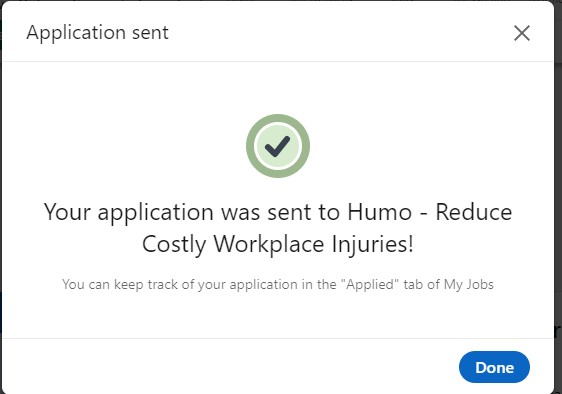 Application sent
Your application was sent to Humo - Reduce
Costly Workplace Injuries!
You can keep track of your application in the "Applied" tab of My Jobs
Done